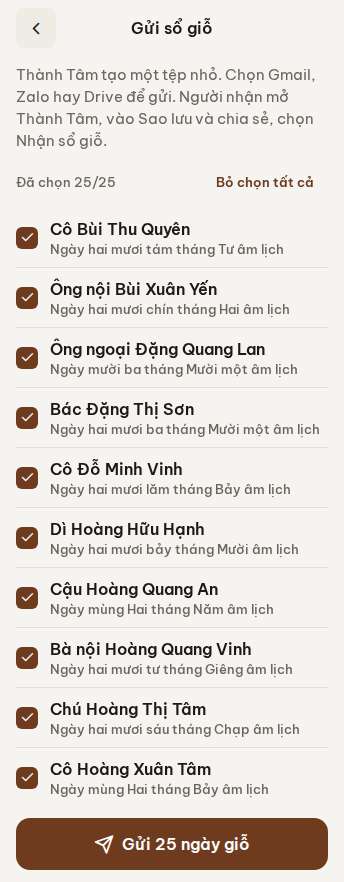 Gửi sổ giỗ
Thành Tâm tạo một tệp nhỏ. Chọn Gmail,
Zalo hay Drive để gửi. Người nhận mở
Thành Tâm, vào Sao lưu và chia sẻ, chọn
Nhận sổ giỗ.
Đã chọn 25/25
Bỏ chọn tất cả
Cô Bùi Thu Quyên
Ngày hai mươi tám tháng Tư âm lịch
Ông nội Bùi Xuân Yến
Ngày hai mươi chín tháng Hai âm lịch
Ông ngoại Đặng Quang Lan
Ngày mười ba tháng Mười một âm lịch
Bác Đặng Thị Sơn
Ngày hai mươi ba tháng Mười một âm lịch
Cô Đỗ Minh Vinh
Ngày hai mươi lăm tháng Bảy âm lịch
Dì Hoàng Hữu Hạnh
Ngày hai mươi bảy tháng Mười âm lịch
Cậu Hoàng Quang An
Ngày mùng Hai tháng Năm âm lịch
Bà nội Hoàng Quang Vinh
Ngày hai mươi tư tháng Giêng âm lịch
Chú Hoàng Thị Tâm
Ngày hai mươi sáu tháng Chạp âm lịch
Cô Hoàng Xuân Tâm
Ngày mùng Hai tháng Bảy âm lịch
Gửi 25 ngày giỗ